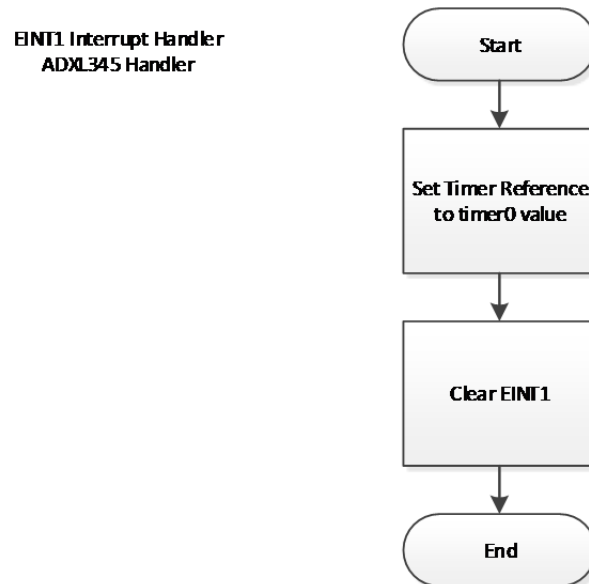 EINT1 Interrupt Handler
ADXL345 Handler
Start
Set Timer Reference
to timer0 value
Clear EINT1
End